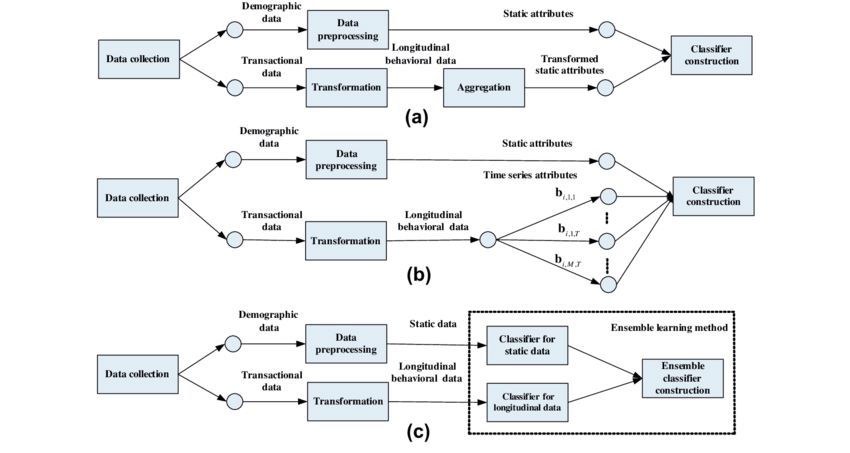 Demographic
data
Data
preprocessing
Static attributes
Data collection
Classifier
construction
Transactional
data
Transformation
Longitudinal
behavioral data
Aggregation
Transformed
static attributes
(a)
Demographic
data
Data
preprocessing
Static attributes
Time series attributes
Data collection
Classifier
construction
b i,1,1
Transactional
data
Transformation
Longitudinal
behavioral data
b i,1,T
b i,M,T
(b)
Demographic
data
Data
preprocessing
Static data
Ensemble learning method
Classifier for
static data
Data collection
Ensemble
classifier
construction
Transactional
data
Transformation
Longitudinal
behavioral data
Classifier for
longitudinal data
(c)